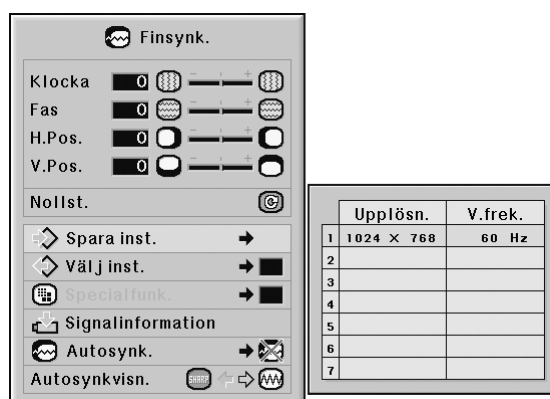 Finsynk.
Klocka 0 - +
Fas 0 - +
H.Pos. 0 - +
V.Pos. 0 - +
Nollst.
Spara inst.
Välj inst.
Specialfunk.
Signalinformation
Autosynk.
Autosynkvisn. SHARP
Upplösn. V.frek.
1 1024 × 768 60 Hz
2
3
4
5
6
7